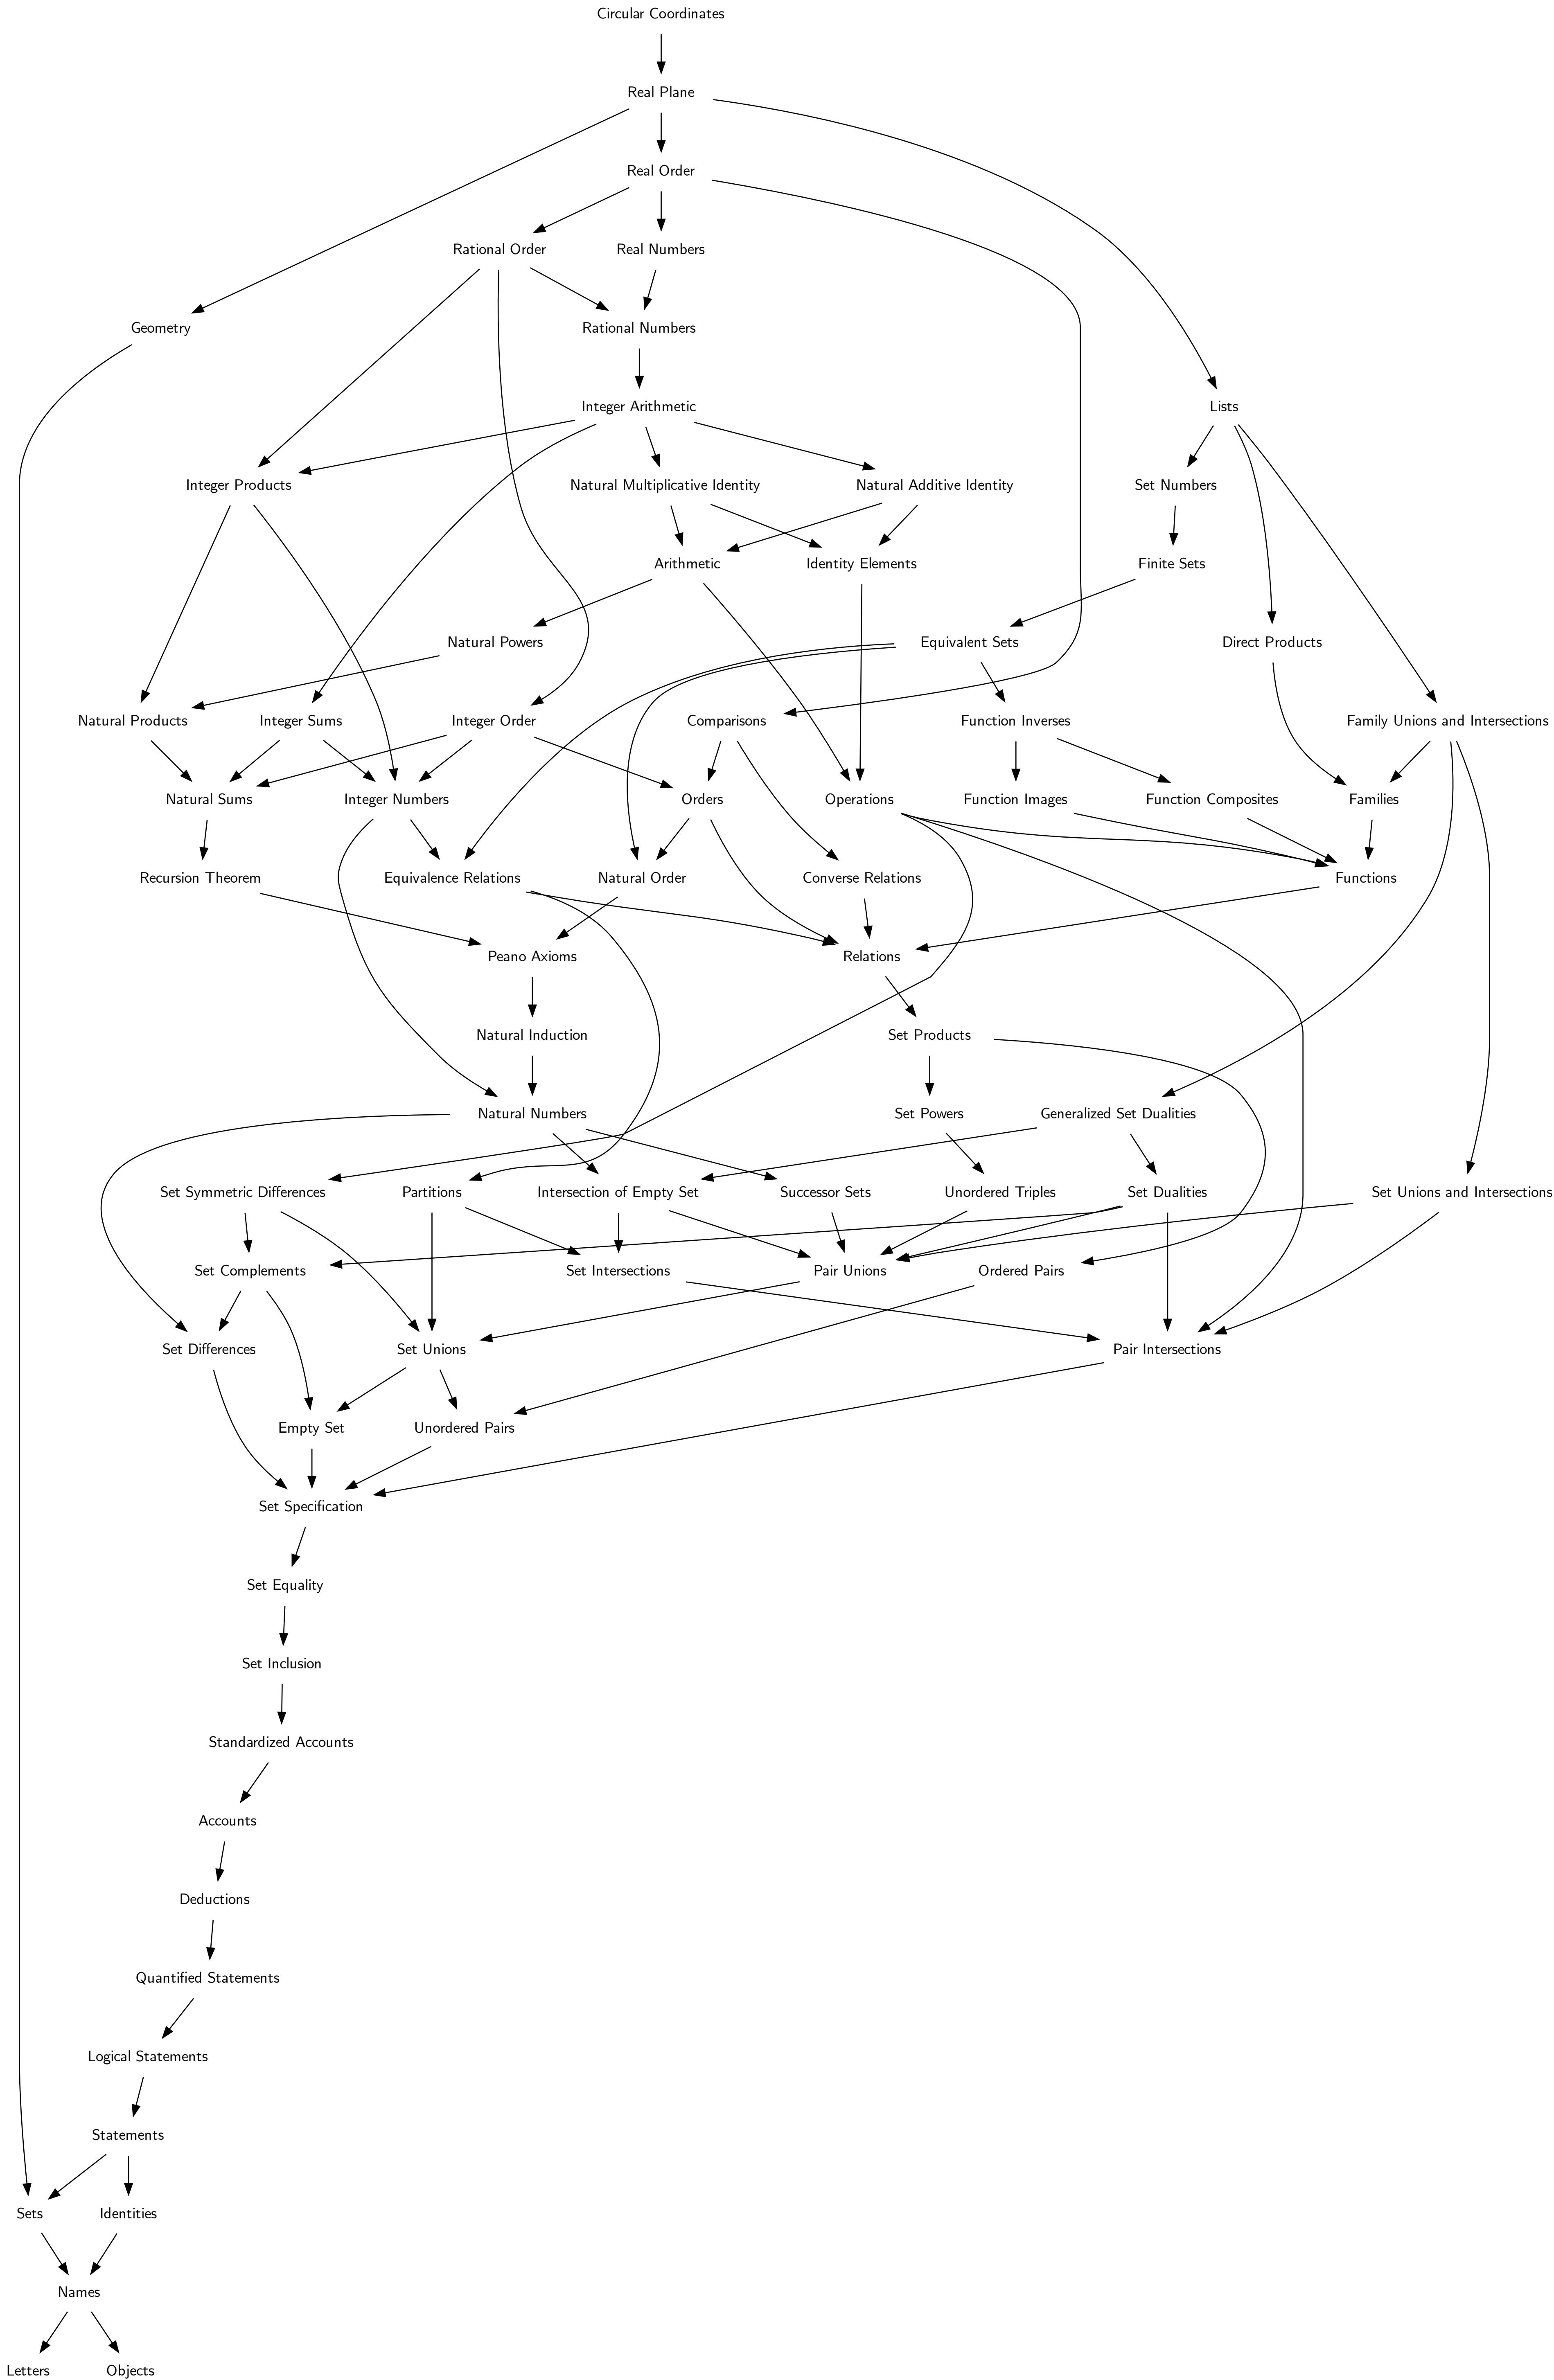 Circular Coordinates
Real Plane
Real Order
Rational Order
Real Numbers
Geometry
Rational Numbers
Integer Arithmetic
Lists
Integer Products
Natural Multiplicative Identity
Natural Additive Identity
Set Numbers
Arithmetic
Identity Elements
Finite Sets
Natural Powers
Equivalent Sets
Direct Products
Natural Products
Integer Sums
Integer Order
Comparisons
Function Inverses
Family Unions and Intersections
Natural Sums
Integer Numbers
Orders
Operations
Function Images
Function Composites
Families
Recursion Theorem
Equivalence Relations
Natural Order
Converse Relations
Functions
Peano Axioms
Relations
Natural Induction
Set Products
Natural Numbers
Set Powers
Generalized Set Dualities
Set Symmetric Differences
Partitions
Intersection of Empty Set
Successor Sets
Unordered Triples
Set Dualities
Set Unions and Intersections
Set Complements
Set Intersections
Pair Unions
Ordered Pairs
Set Differences
Set Unions
Pair Intersections
Empty Set
Unordered Pairs
Set Specification
Set Equality
Set Inclusion
Standardized Accounts
Accounts
Deductions
Quantified Statements
Logical Statements
Statements
Sets
Identities
Names
Letters
Objects